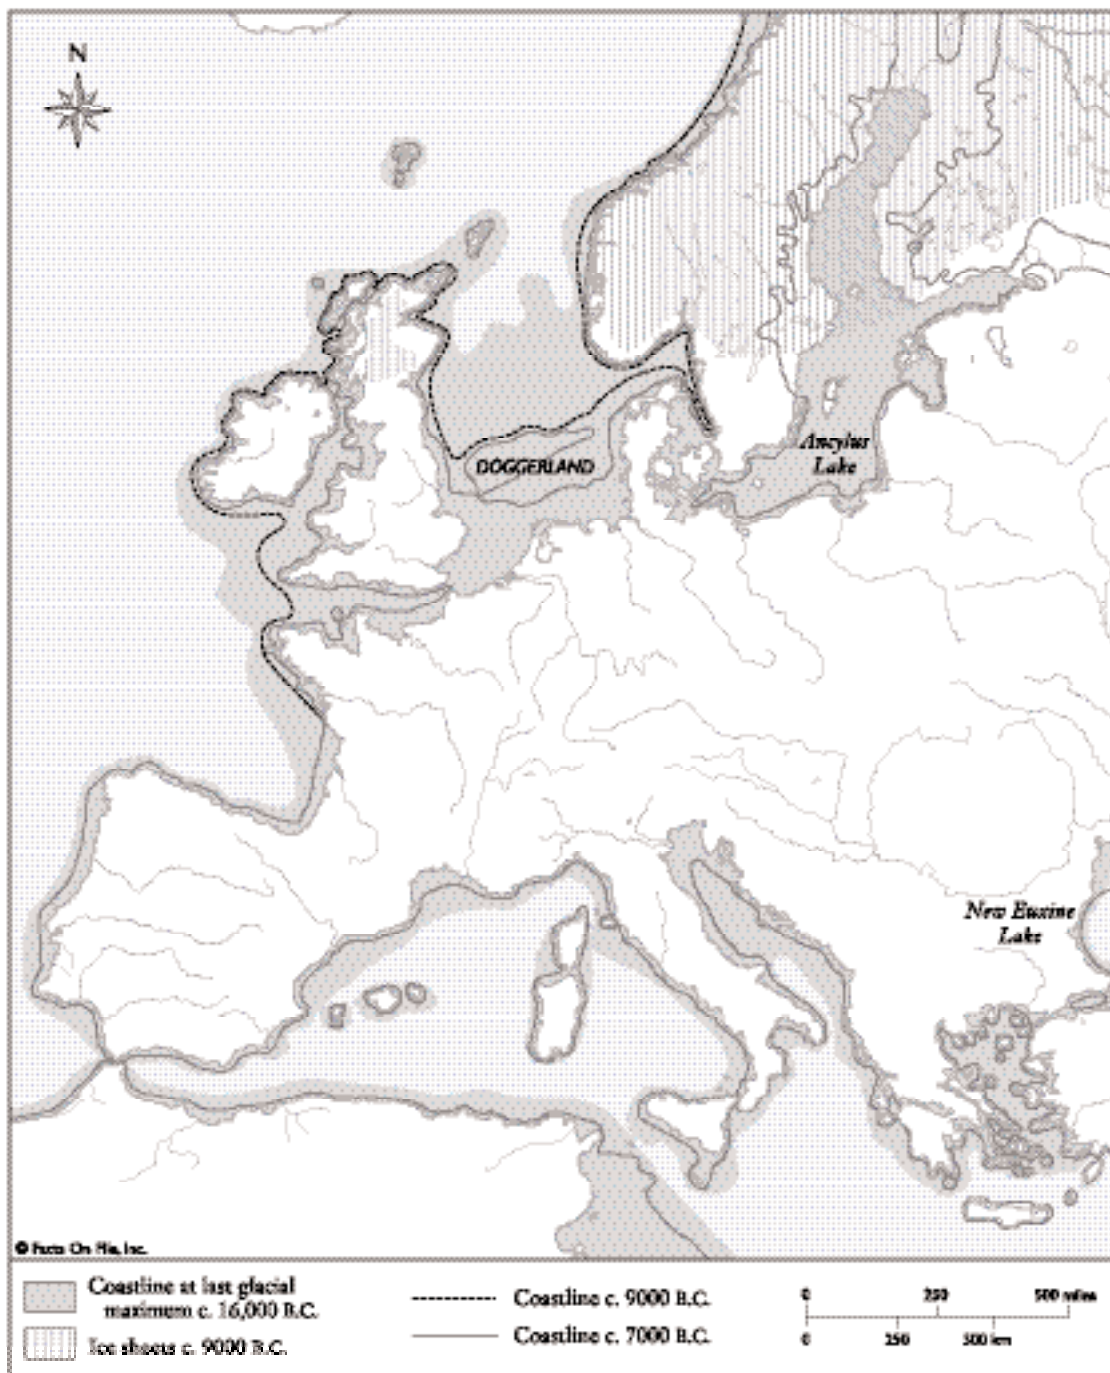 N
DOGGERLAND
Ancylus
Lake
New Euxine
Lake
© Facts On File, Inc.
Coastline at last glacial
maximum c. 16,000 B.C.
Ice sheets c. 9000 B.C.
Coastline c. 9000 B.C.
Coastline c. 7000 B.C.
0 250 500 miles
0 250 500 km